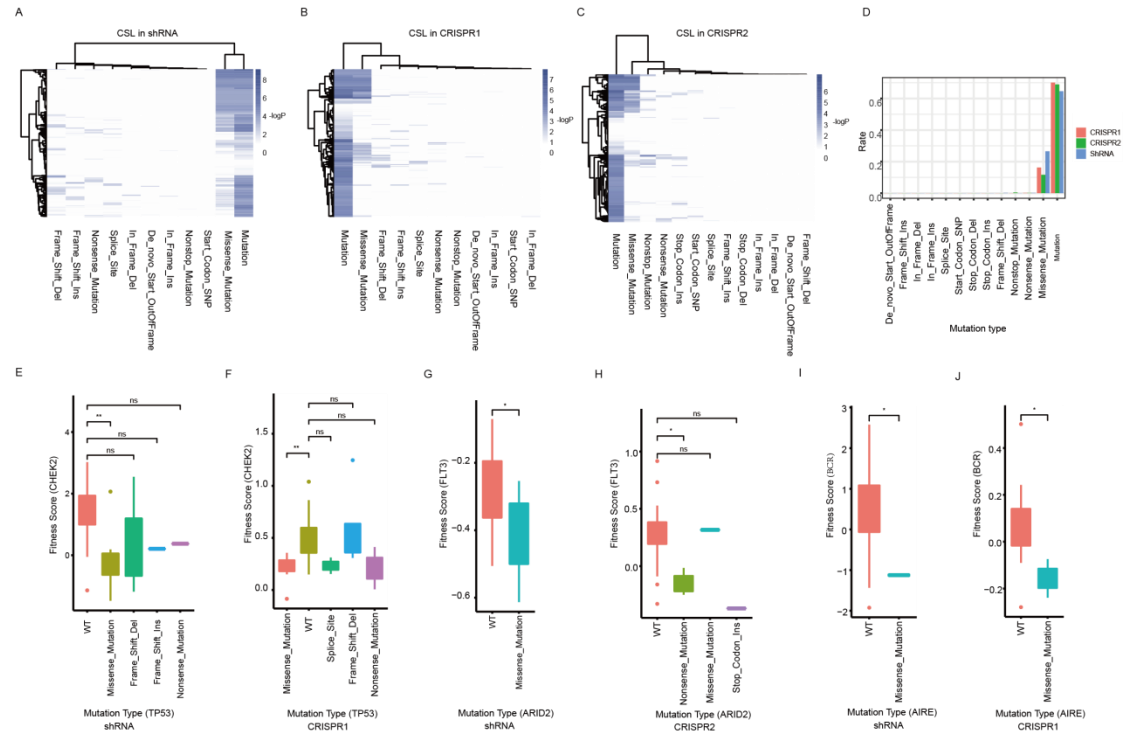 A
B
C
D
CSL in shRNA
CSL in CRISPR1
CSL in CRISPR2
8
6
4
2
0
-logP
Frame_Shift_Del
Frame_Shift_Ins
Nonsense_Mutation
Splice_Site
In_Frame_Del
De_novo_Start_OutOfFrame
In_Frame_Ins
Nonstop_Mutation
Start_Codon_SNP
Missense_Mutation
Mutation
7
6
5
4
3
2
1
0
-logP
Mutation
Missense_Mutation
Frame_Shift_Del
Frame_Shift_Ins
Splice_Site
Nonsense_Mutation
Nonstop_Mutation
De_novo_Start_OutOfFrame
In_Frame_Ins
Start_Codon_SNP
In_Frame_Del
6
5
4
3
2
1
0
-logP
Mutation
Missense_Mutation
Nonstop_Mutation
Nonsense_Mutation
Stop_Codon_Ins
Start_Codon_SNP
Splice_Site
Frame_Shift_Ins
Stop_Codon_Del
In_Frame_Del
In_Frame_Ins
De_novo_Start_OutOfFrame
Frame_Shift_Del
Rate
0.6
0.4
0.2
0.0
CRISPR1
CRISPR2
ShRNA
De_novo_Start_OutOfFrame
Frame_Shift_Ins
In_Frame_Del
In_Frame_Ins
Splice_Site
Start_Codon_SNP
Stop_Codon_Del
Stop_Codon_Ins
Frame_Shift_Del
Nonstop_Mutation
Nonsense_Mutation
Missense_Mutation
Mutation
Mutation type
E
Fitness Score (CHEK2)
4
2
0
ns
**
ns
ns
WT
Missense_Mutation
Frame_Shift_Del
Frame_Shift_Ins
Nonsense_Mutation
Mutation Type (TP53)
shRNA
F
Fitness Score (CHEK2)
1.5
1.0
0.5
0.0
ns
ns
ns
**
Missense_Mutation
WT
Splice_Site
Frame_Shift_Del
Nonsense_Mutation
Mutation Type (TP53)
CRISPR1
G
Fitness Score (FLT3)
−0.2
−0.4
−0.6
*
WT
Missense_Mutation
Mutation Type (ARID2)
shRNA
H
Fitness Score (FLT3)
1.0
0.5
0.0
ns
*
ns
WT
Nonsense_Mutation
Missense_Mutation
Stop_Codon_Ins
Mutation Type (ARID2)
CRISPR2
I
Fitness Score (BCR)
3
2
1
0
−1
−2
*
WT
Missense_Mutation
Mutation Type (AIRE)
shRNA
J
Fitness Score (BCR)
0.4
0.2
0.0
−0.2
*
WT
Missense_Mutation
Mutation Type (AIRE)
CRISPR1